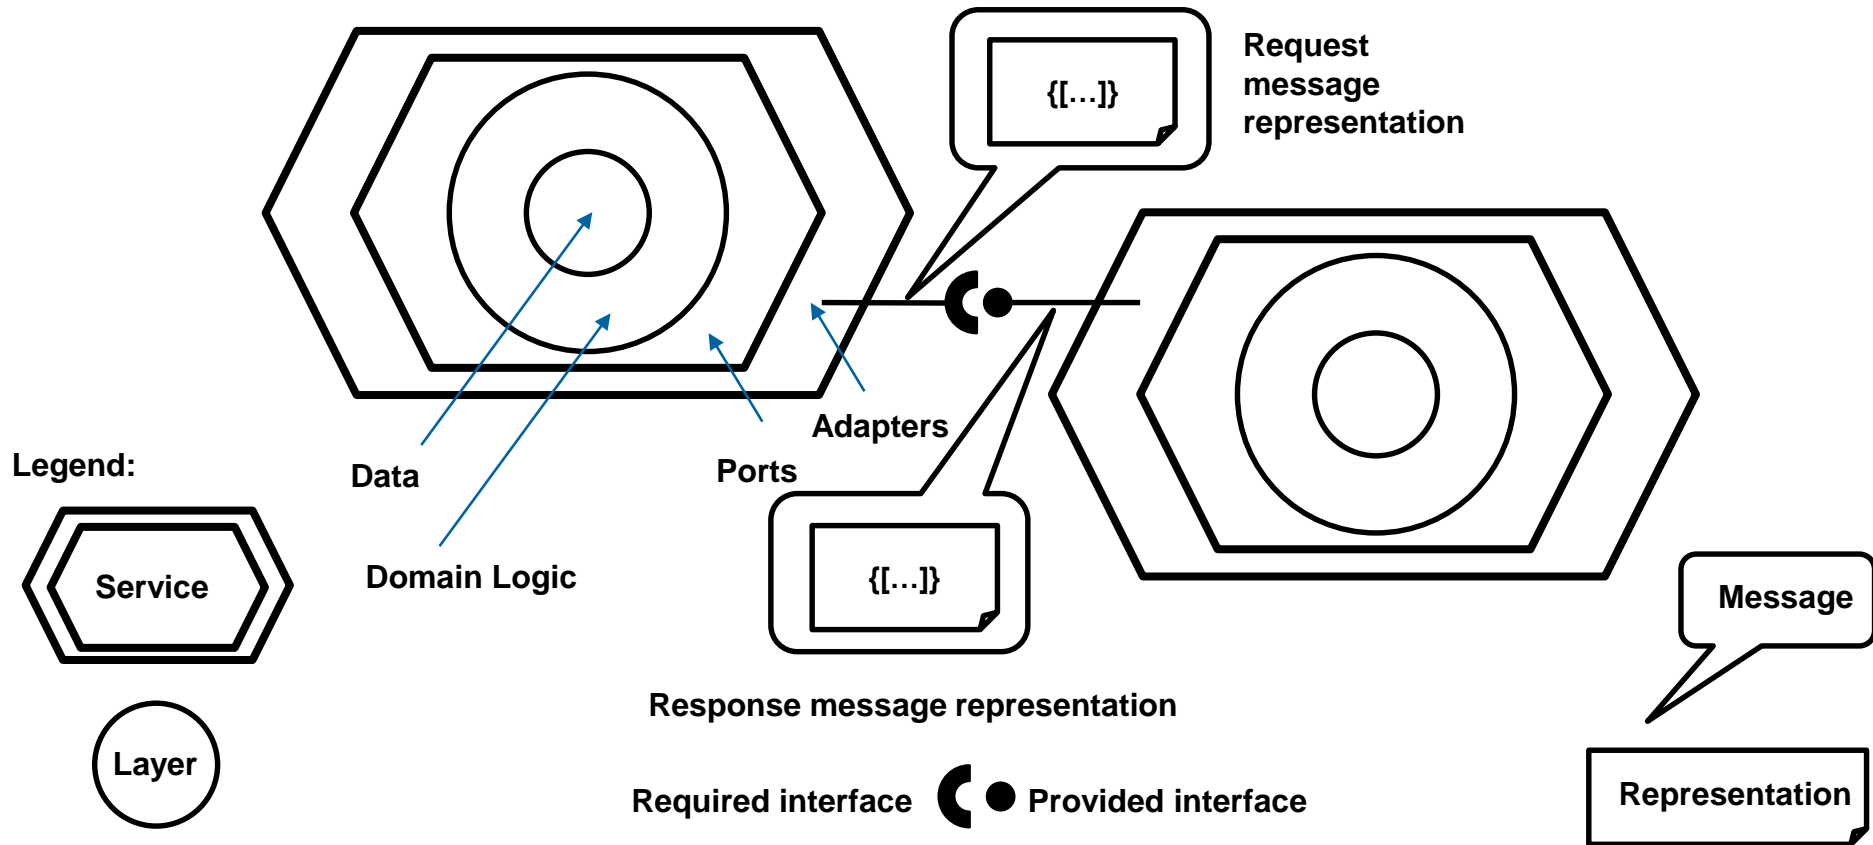 Request
message
representation
{[…]}
Adapters
Ports
Data
Legend:
Domain Logic
{[…]}
Service
Message
Response message representation
Layer
Required interface
Provided interface
Representation